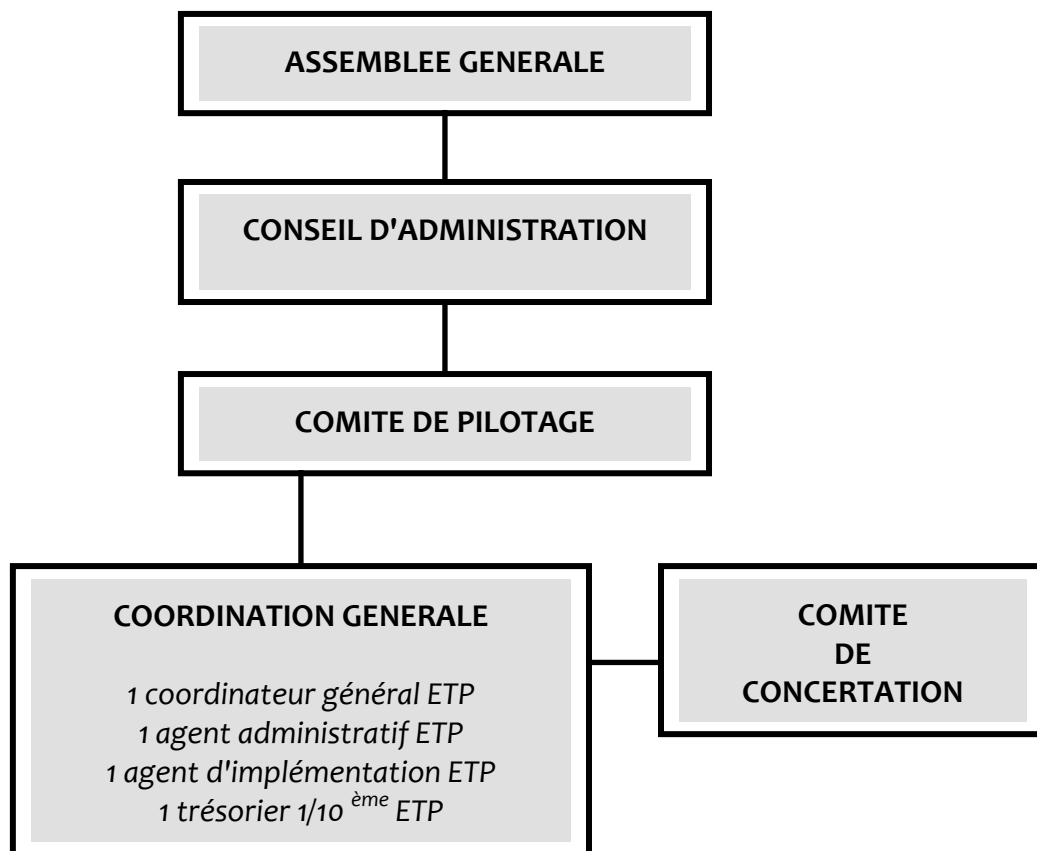 ASSEMBLEE GENERALE
CONSEIL D'ADMINISTRATION
COMITE DE PILOTAGE
COORDINATION GENERALE
1 coordinateur général ETP
1 agent administratif ETP
1 agent d'implémentation ETP
1 trésorier 1/10 ème ETP
COMITE
DE
CONCERTATION